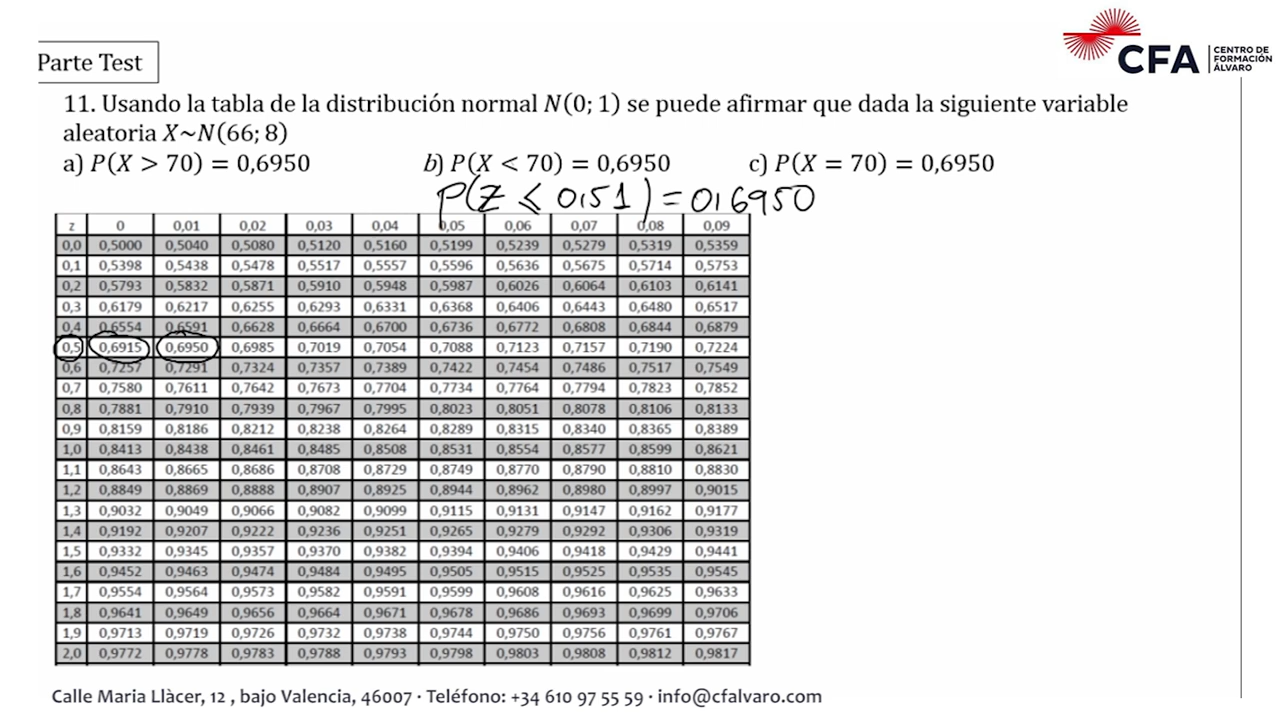 CFA CENTRO DE
FORMACIÓN
ÁLVARO
Parte Test
11. Usando la tabla de la distribución normal N(0; 1) se puede afirmar que dada la siguiente variable
aleatoria X~N(66; 8)
a) P(X > 70) = 0,6950 b) P(X < 70) = 0,6950 c) P(X = 70) = 0,6950
P(Z ≤ 0,51) = 0,6950
z 0 0,01 0,02 0,03 0,04 0,05 0,06 0,07 0,08 0,09
0,0 0,5000 0,5040 0,5080 0,5120 0,5160 0,5199 0,5239 0,5279 0,5319 0,5359
0,1 0,5398 0,5438 0,5478 0,5517 0,5557 0,5596 0,5636 0,5675 0,5714 0,5753
0,2 0,5793 0,5832 0,5871 0,5910 0,5948 0,5987 0,6026 0,6064 0,6103 0,6141
0,3 0,6179 0,6217 0,6255 0,6293 0,6331 0,6368 0,6406 0,6443 0,6480 0,6517
0,4 0,6554 0,6591 0,6628 0,6664 0,6700 0,6736 0,6772 0,6808 0,6844 0,6879
0,5 0,6915 0,6950 0,6985 0,7019 0,7054 0,7088 0,7123 0,7157 0,7190 0,7224
0,6 0,7257 0,7291 0,7324 0,7357 0,7389 0,7422 0,7454 0,7486 0,7517 0,7549
0,7 0,7580 0,7611 0,7642 0,7673 0,7704 0,7734 0,7764 0,7794 0,7823 0,7852
0,8 0,7881 0,7910 0,7939 0,7967 0,7995 0,8023 0,8051 0,8078 0,8106 0,8133
0,9 0,8159 0,8186 0,8212 0,8238 0,8264 0,8289 0,8315 0,8340 0,8365 0,8389
1,0 0,8413 0,8438 0,8461 0,8485 0,8508 0,8531 0,8554 0,8577 0,8599 0,8621
1,1 0,8643 0,8665 0,8686 0,8708 0,8729 0,8749 0,8770 0,8790 0,8810 0,8830
1,2 0,8849 0,8869 0,8888 0,8907 0,8925 0,8944 0,8962 0,8980 0,8997 0,9015
1,3 0,9032 0,9049 0,9066 0,9082 0,9099 0,9115 0,9131 0,9147 0,9162 0,9177
1,4 0,9192 0,9207 0,9222 0,9236 0,9251 0,9265 0,9279 0,9292 0,9306 0,9319
1,5 0,9332 0,9345 0,9357 0,9370 0,9382 0,9394 0,9406 0,9418 0,9429 0,9441
1,6 0,9452 0,9463 0,9474 0,9484 0,9495 0,9505 0,9515 0,9525 0,9535 0,9545
1,7 0,9554 0,9564 0,9573 0,9582 0,9591 0,9599 0,9608 0,9616 0,9625 0,9633
1,8 0,9641 0,9649 0,9656 0,9664 0,9671 0,9678 0,9686 0,9693 0,9699 0,9706
1,9 0,9713 0,9719 0,9726 0,9732 0,9738 0,9744 0,9750 0,9756 0,9761 0,9767
2,0 0,9772 0,9778 0,9783 0,9788 0,9793 0,9798 0,9803 0,9808 0,9812 0,9817
Calle Maria Llàcer, 12 , bajo Valencia, 46007 · Teléfono: +34 610 97 55 59 · info@cfalvaro.com